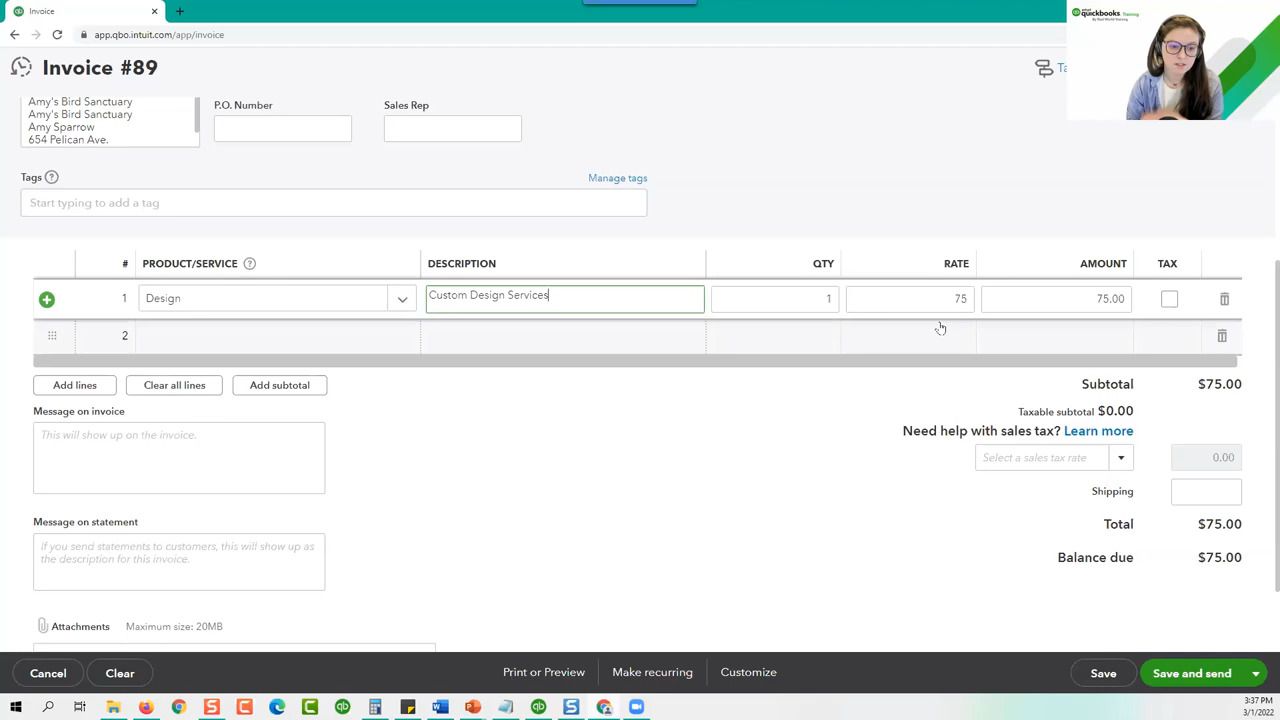 Invoice
app.qbo.intuit.com/app/invoice
intuit
quickbooks. Training
By Real World Training
Invoice #89
Amy's Bird Sanctuary
Amy's Bird Sanctuary
Amy Sparrow
654 Pelican Ave.
P.O. Number
Sales Rep
Tags ?
Manage tags
Start typing to add a tag
# PRODUCT/SERVICE ? DESCRIPTION QTY RATE AMOUNT TAX
1 Design Custom Design Services 1 75 75.00
2
Add lines Clear all lines Add subtotal
Subtotal $75.00
Message on invoice
Taxable subtotal $0.00
This will show up on the invoice.
Need help with sales tax? Learn more
Select a sales tax rate 0.00
Shipping
Message on statement
Total $75.00
If you send statements to customers, this will show up as
the description for this invoice.
Balance due $75.00
Attachments Maximum size: 20MB
Cancel Clear Print or Preview Make recurring Customize Save Save and send
3:37 PM
3/1/2022